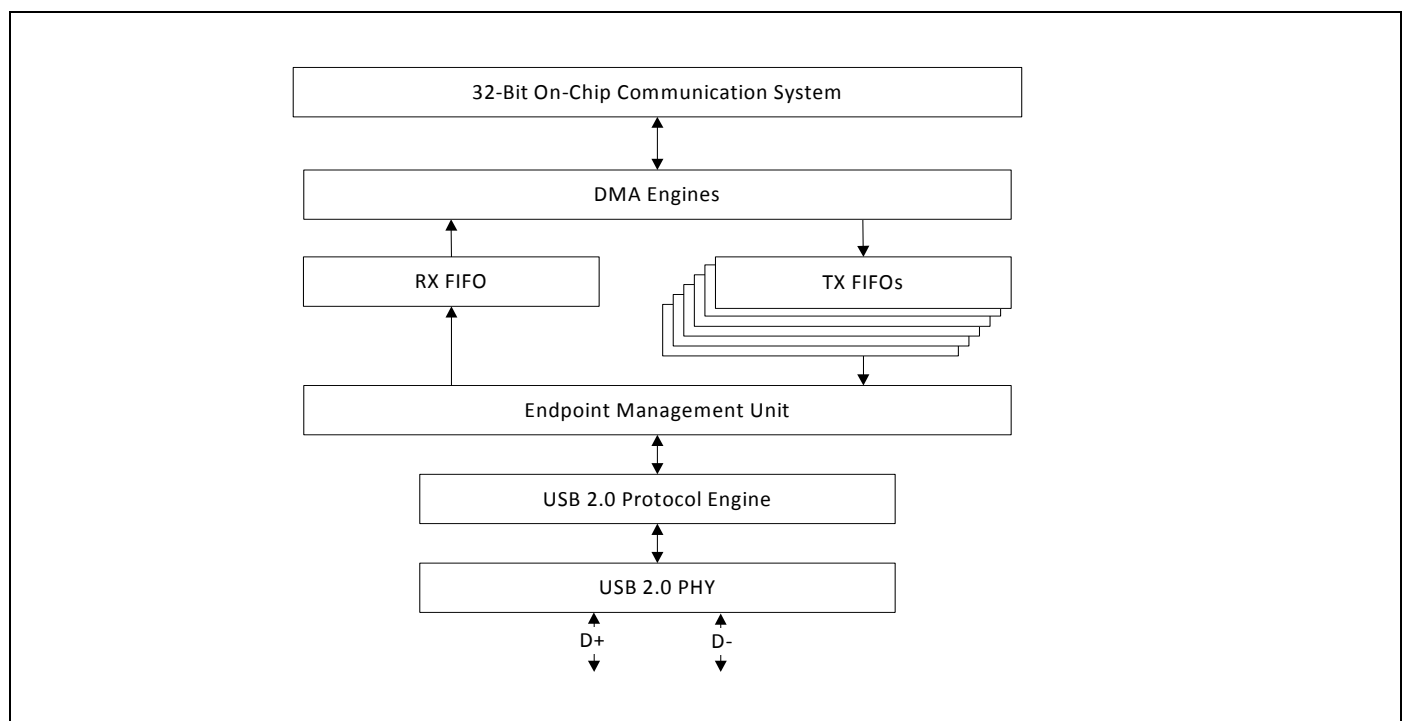 32-Bit On-Chip Communication System
DMA Engines
RX FIFO
TX FIFOs
Endpoint Management Unit
USB 2.0 Protocol Engine
USB 2.0 PHY
D+
D-